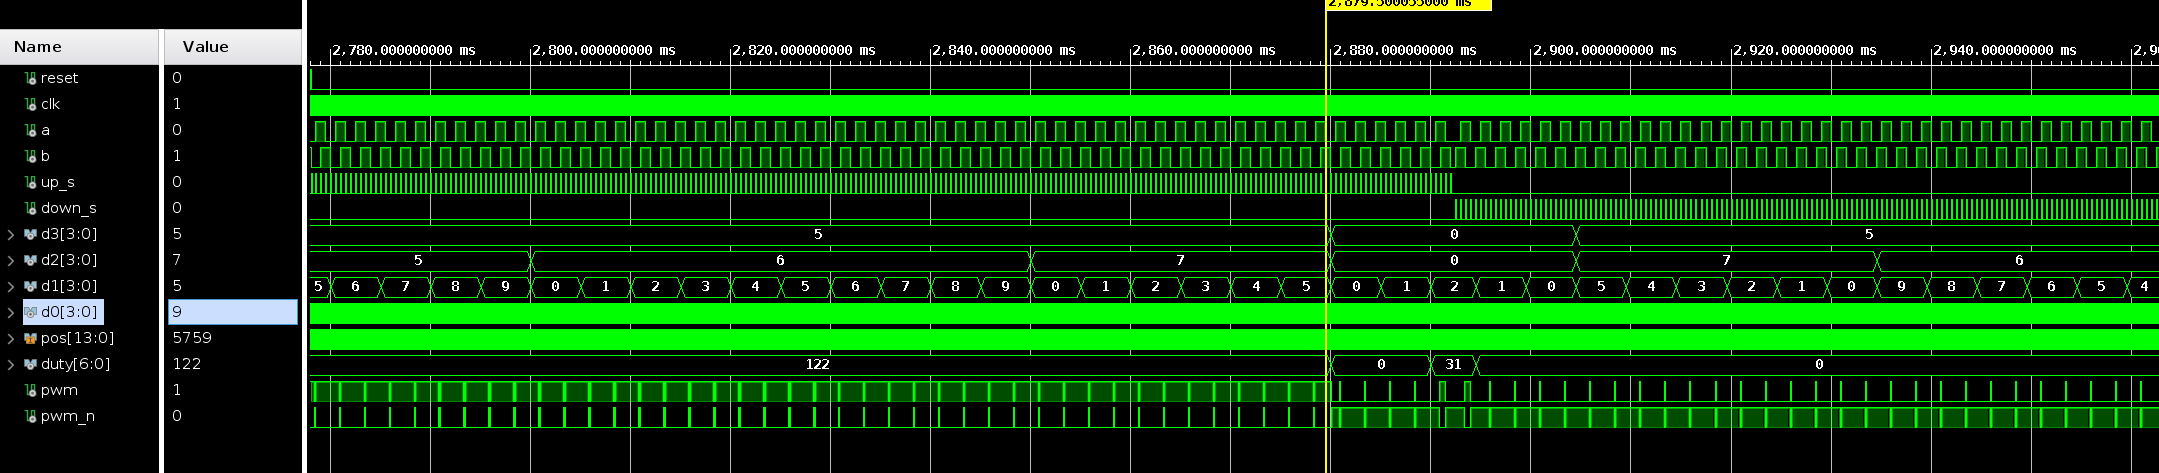 2,879.500055000 ms
Name Value
2,780.000000000 ms 2,800.000000000 ms 2,820.000000000 ms 2,840.000000000 ms 2,860.000000000 ms 2,880.000000000 ms 2,900.000000000 ms 2,920.000000000 ms 2,940.000000000 ms 2,9
reset 0
clk 1
a 0
b 1
up_s 0
down_s 0
d3[3:0] 5 5 0 5
d2[3:0] 7 5 6 7 0 7 6
d1[3:0] 5 5 6 7 8 9 0 1 2 3 4 5 6 7 8 9 0 1 2 3 4 5 0 1 2 1 0 5 4 3 2 1 0 9 8 7 6 5 4
d0[3:0] 9
pos[13:0] 5759
duty[6:0] 122 122 0 31 0
pwm 1
pwm_n 0